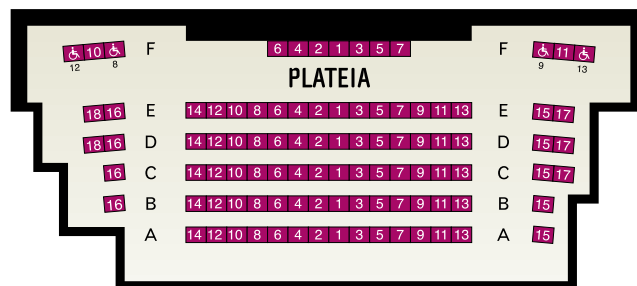 10 F 6 4 2 1 3 5 7 F 11
12 8 9 13
PLATEIA
18 16 E 14 12 10 8 6 4 2 1 3 5 7 9 11 13 E 15 17
18 16 D 14 12 10 8 6 4 2 1 3 5 7 9 11 13 D 15 17
16 C 14 12 10 8 6 4 2 1 3 5 7 9 11 13 C 15 17
16 B 14 12 10 8 6 4 2 1 3 5 7 9 11 13 B 15
A 14 12 10 8 6 4 2 1 3 5 7 9 11 13 A 15